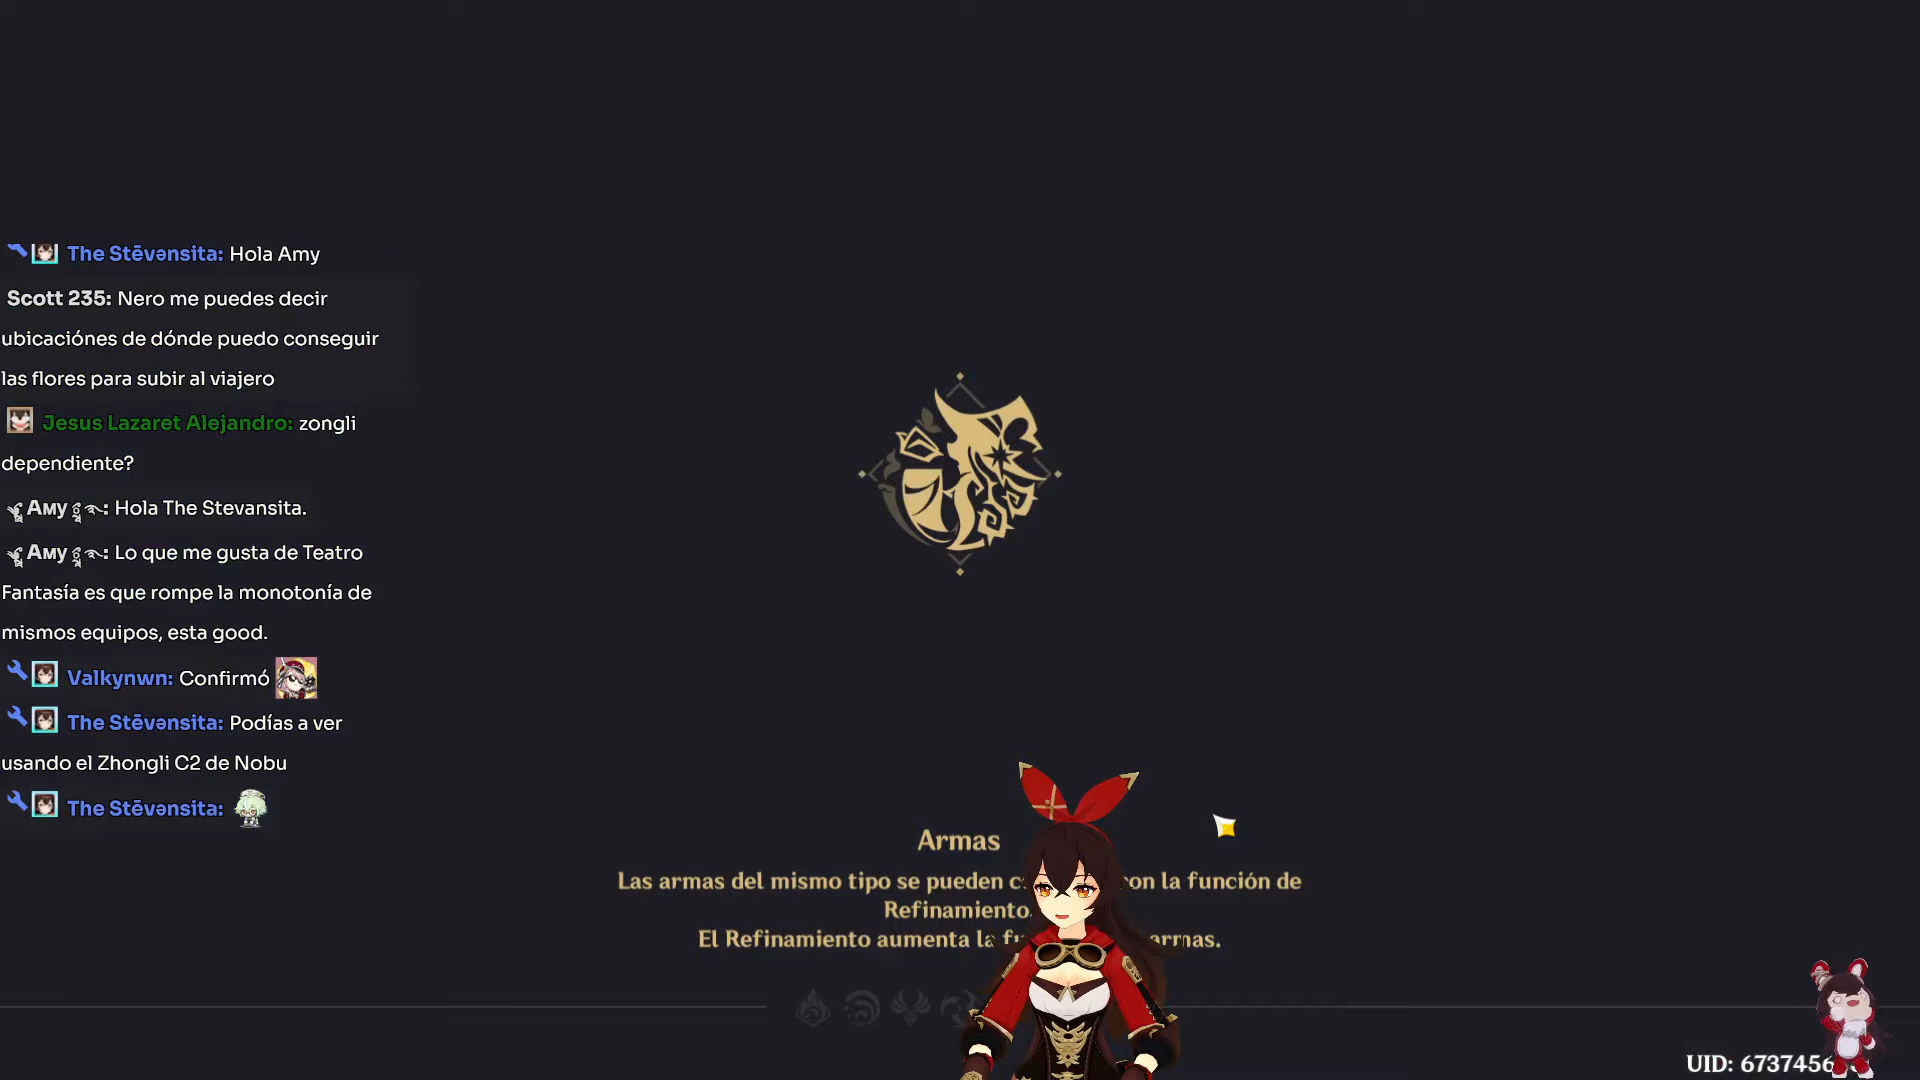 The Stēvənsita: Hola Amy
Scott 235: Nero me puedes decir
ubicaciónes de dónde puedo conseguir
las flores para subir al viajero
Jesus Lazaret Alejandro: zongli
dependiente?
Aмy: Hola The Stevansita.
Aмy: Lo que me gusta de Teatro
Fantasía es que rompe la monotonía de
mismos equipos, esta good.
Valkynwn: Confirmó
The Stēvənsita: Podías a ver
usando el Zhongli C2 de Nobu
The Stēvənsita:
Armas
Las armas del mismo tipo se pueden con la función de
Refinamiento.
El Refinamiento aumenta la armas.
UID: 6737456